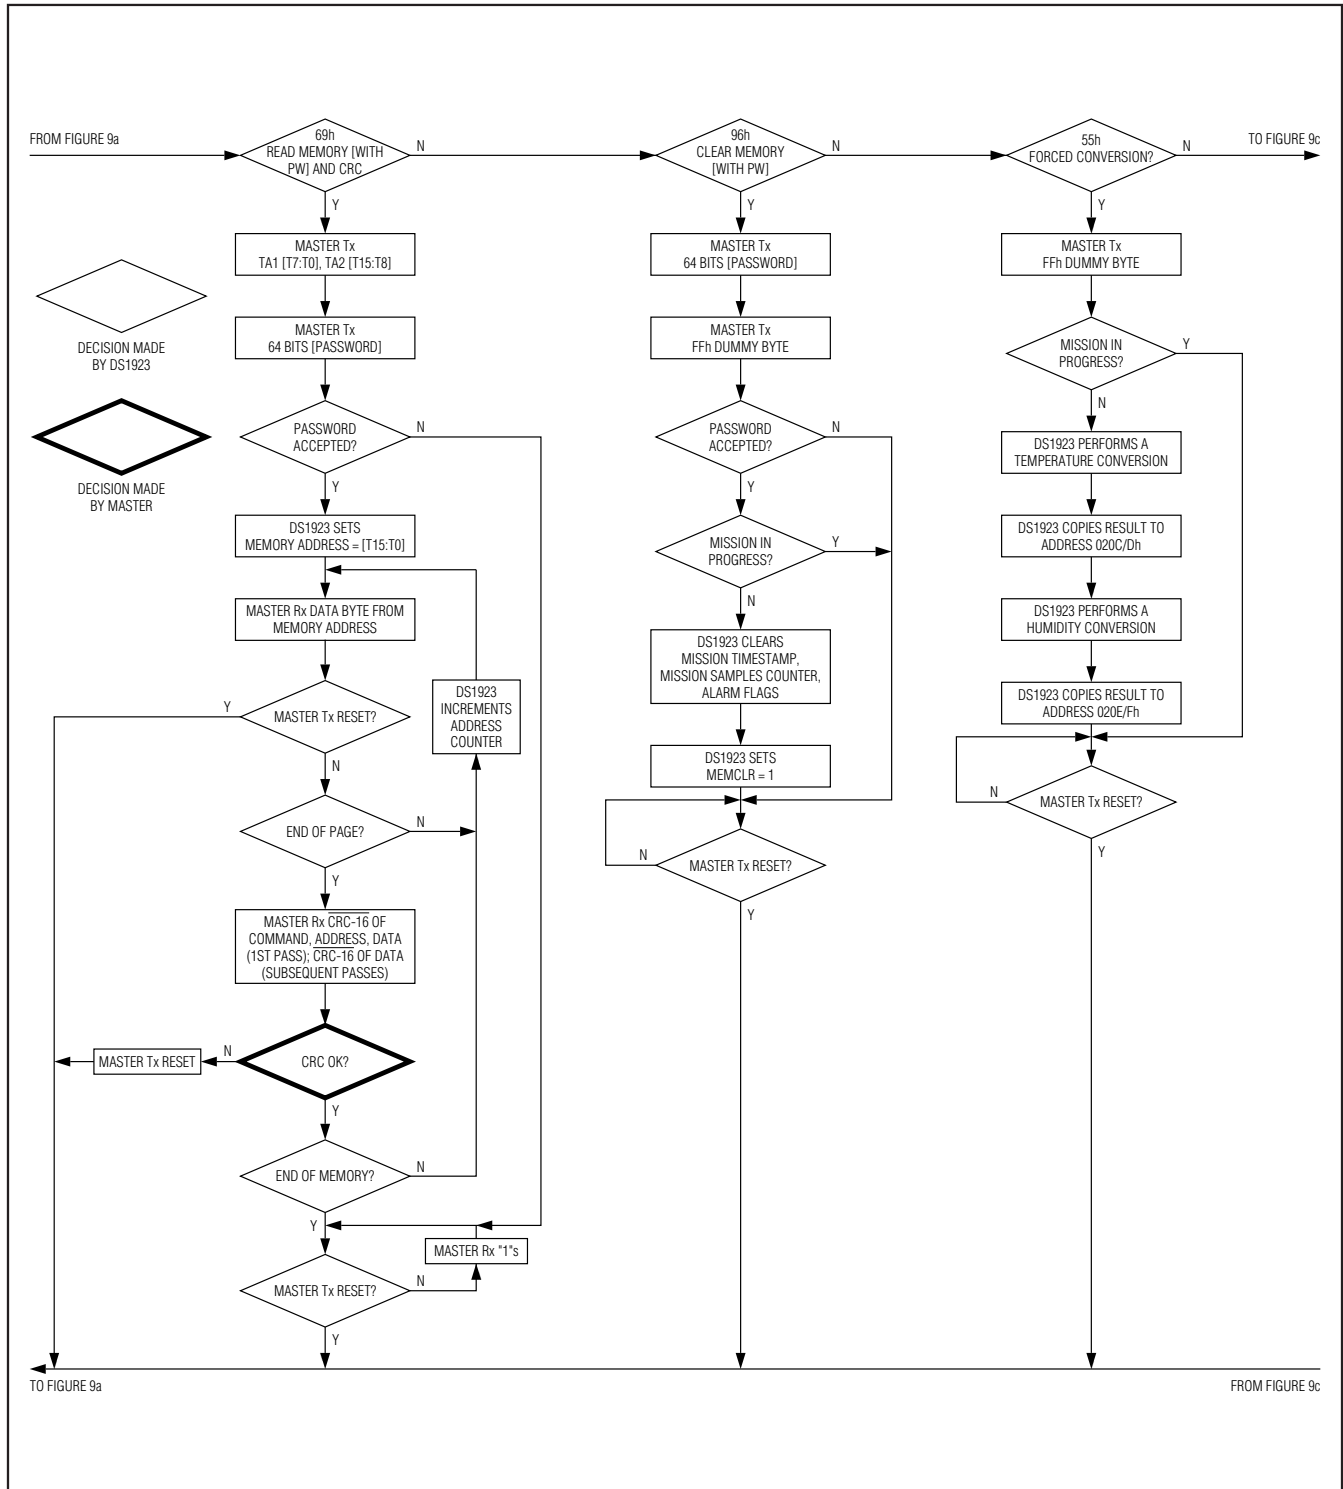 FROM FIGURE 9a
69h
READ MEMORY [WITH
PW] AND CRC
N
Y
MASTER Tx
TA1 [T7:T0], TA2 [T15:T8]
MASTER Tx
64 BITS [PASSWORD]
DECISION MADE
BY DS1923
DECISION MADE
BY MASTER
PASSWORD
ACCEPTED?
N
Y
DS1923 SETS
MEMORY ADDRESS = [T15:T0]
MASTER Rx DATA BYTE FROM
MEMORY ADDRESS
DS1923
INCREMENTS
ADDRESS
COUNTER
Y
MASTER Tx RESET?
N
END OF PAGE?
N
Y
MASTER Rx CRC-16 OF
COMMAND, ADDRESS, DATA
(1ST PASS); CRC-16 OF DATA
(SUBSEQUENT PASSES)
MASTER Tx RESET
N
CRC OK?
Y
END OF MEMORY?
N
Y
MASTER Rx "1"s
MASTER Tx RESET?
N
Y
96h
CLEAR MEMORY
[WITH PW]
N
Y
MASTER Tx
64 BITS [PASSWORD]
MASTER Tx
FFh DUMMY BYTE
PASSWORD
ACCEPTED?
N
Y
MISSION IN
PROGRESS?
Y
N
DS1923 CLEARS
MISSION TIMESTAMP,
MISSION SAMPLES COUNTER,
ALARM FLAGS
DS1923 SETS
MEMCLR = 1
N
MASTER Tx RESET?
Y
55h
FORCED CONVERSION?
N
TO FIGURE 9c
Y
MASTER Tx
FFh DUMMY BYTE
MISSION IN
PROGRESS?
Y
N
DS1923 PERFORMS A
TEMPERATURE CONVERSION
DS1923 COPIES RESULT TO
ADDRESS 020C/Dh
DS1923 PERFORMS A
HUMIDITY CONVERSION
DS1923 COPIES RESULT TO
ADDRESS 020E/Fh
N
MASTER Tx RESET?
Y
TO FIGURE 9a
FROM FIGURE 9c